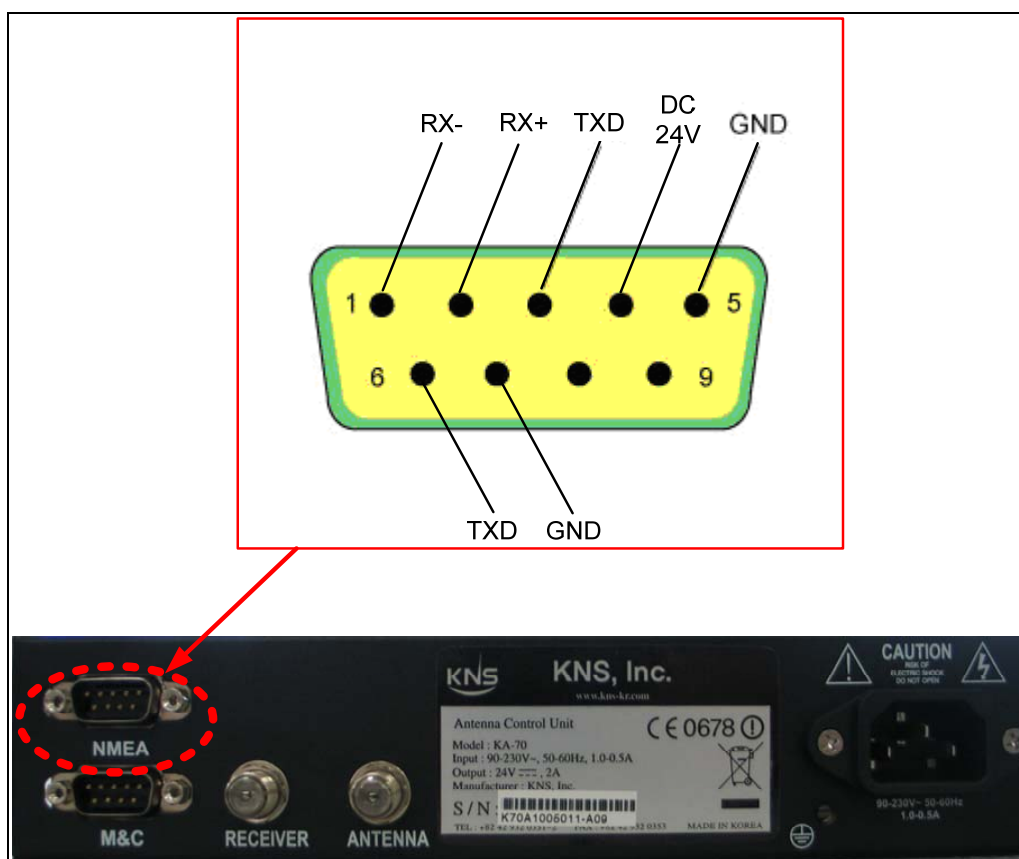 RX- RX+ TXD DC 24V GND
1 5
6 9
TXD GND
NMEA
M&C
RECEIVER
ANTENNA
KNS KNS, Inc.
www.kns-kr.com
Antenna Control Unit
CE 0678
Model : KA-70
Input : 90-230V~, 50-60Hz, 1.0-0.5A
Output : 24V ⎓, 2A
Manufacturer : KNS, Inc.
S / N :
K70A1005011-A09
MADE IN KOREA
CAUTION
RISK OF
ELECTRIC SHOCK
DO NOT OPEN
90-230V~ 50-60Hz
1.0-0.5A